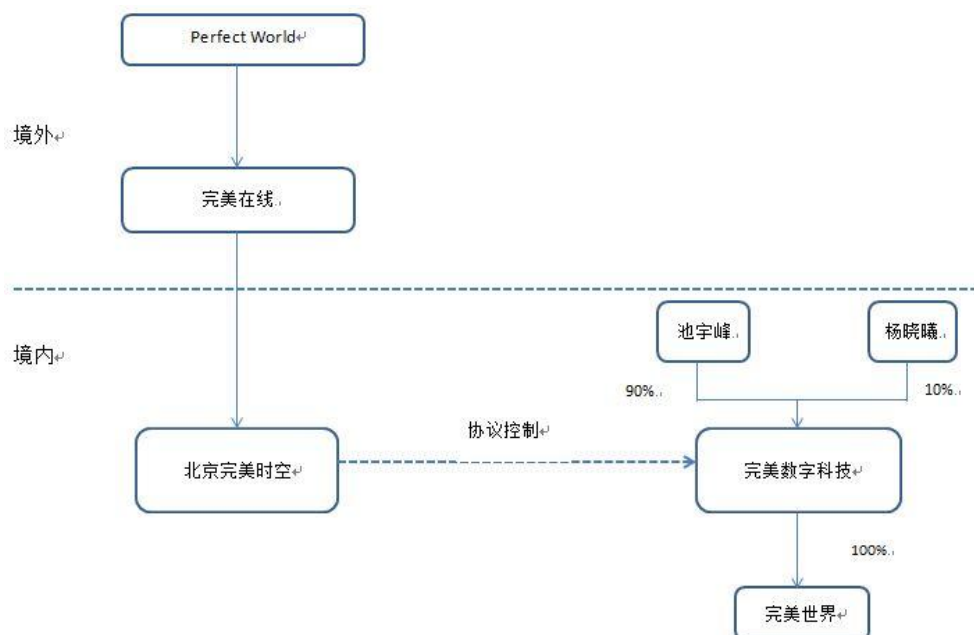 Perfect World
境外
完美在线
池宇峰
杨晓曦
境内
90%
10%
协议控制
北京完美时空
完美数字科技
100%
完美世界